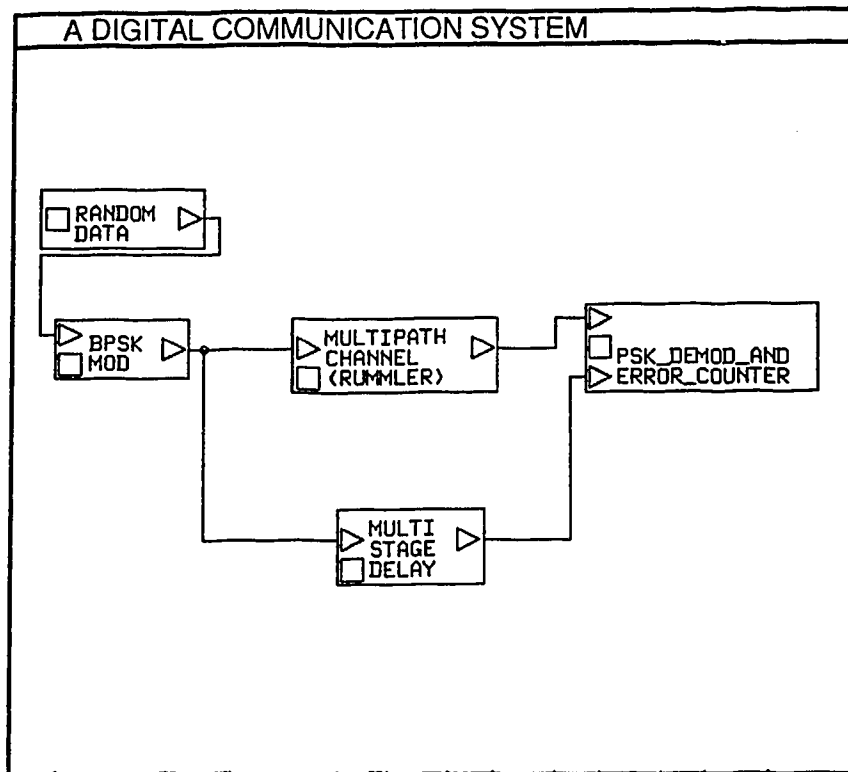 A DIGITAL COMMUNICATION SYSTEM
RANDOM
DATA
BPSK
MOD
MULTIPATH
CHANNEL
(RUMMLER)
PSK_DEMOD_AND
ERROR_COUNTER
MULTI
STAGE
DELAY